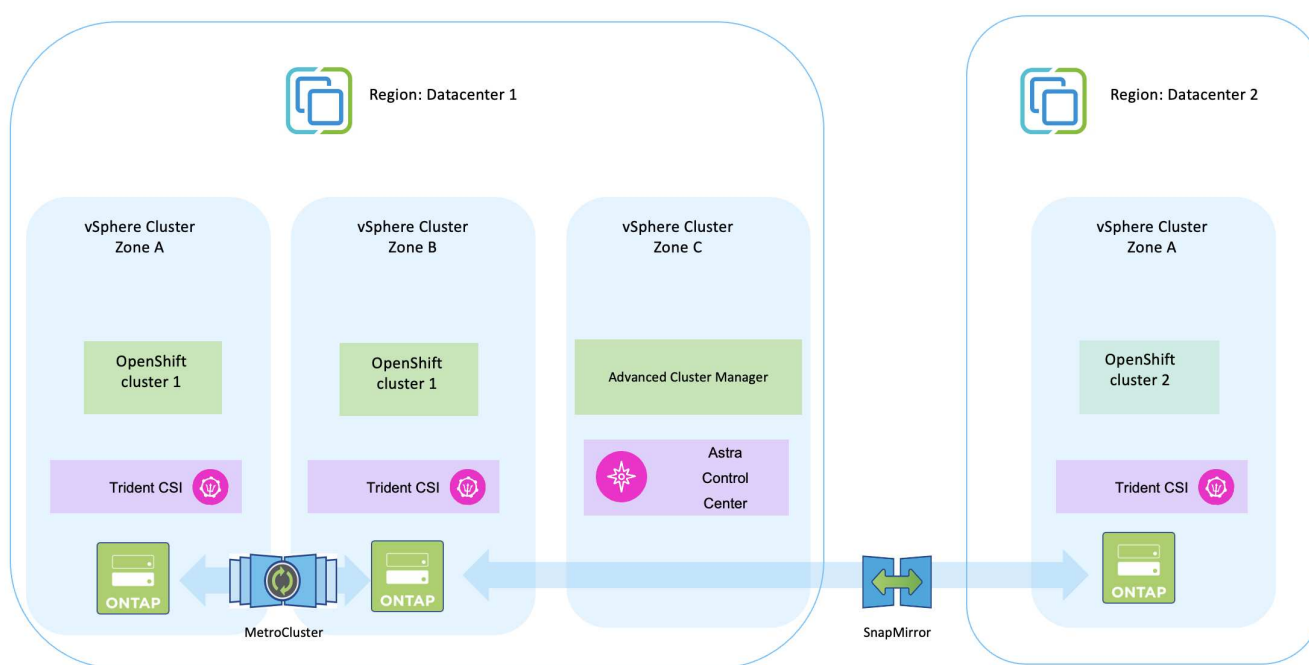 Region: Datacenter 1
Region: Datacenter 2
vSphere Cluster
Zone A
vSphere Cluster
Zone B
vSphere Cluster
Zone C
vSphere Cluster
Zone A
OpenShift
cluster 1
OpenShift
cluster 1
Advanced Cluster Manager
OpenShift
cluster 2
Trident CSI
Trident CSI
Astra
Control
Center
Trident CSI
ONTAP
ONTAP
ONTAP
MetroCluster
SnapMirror